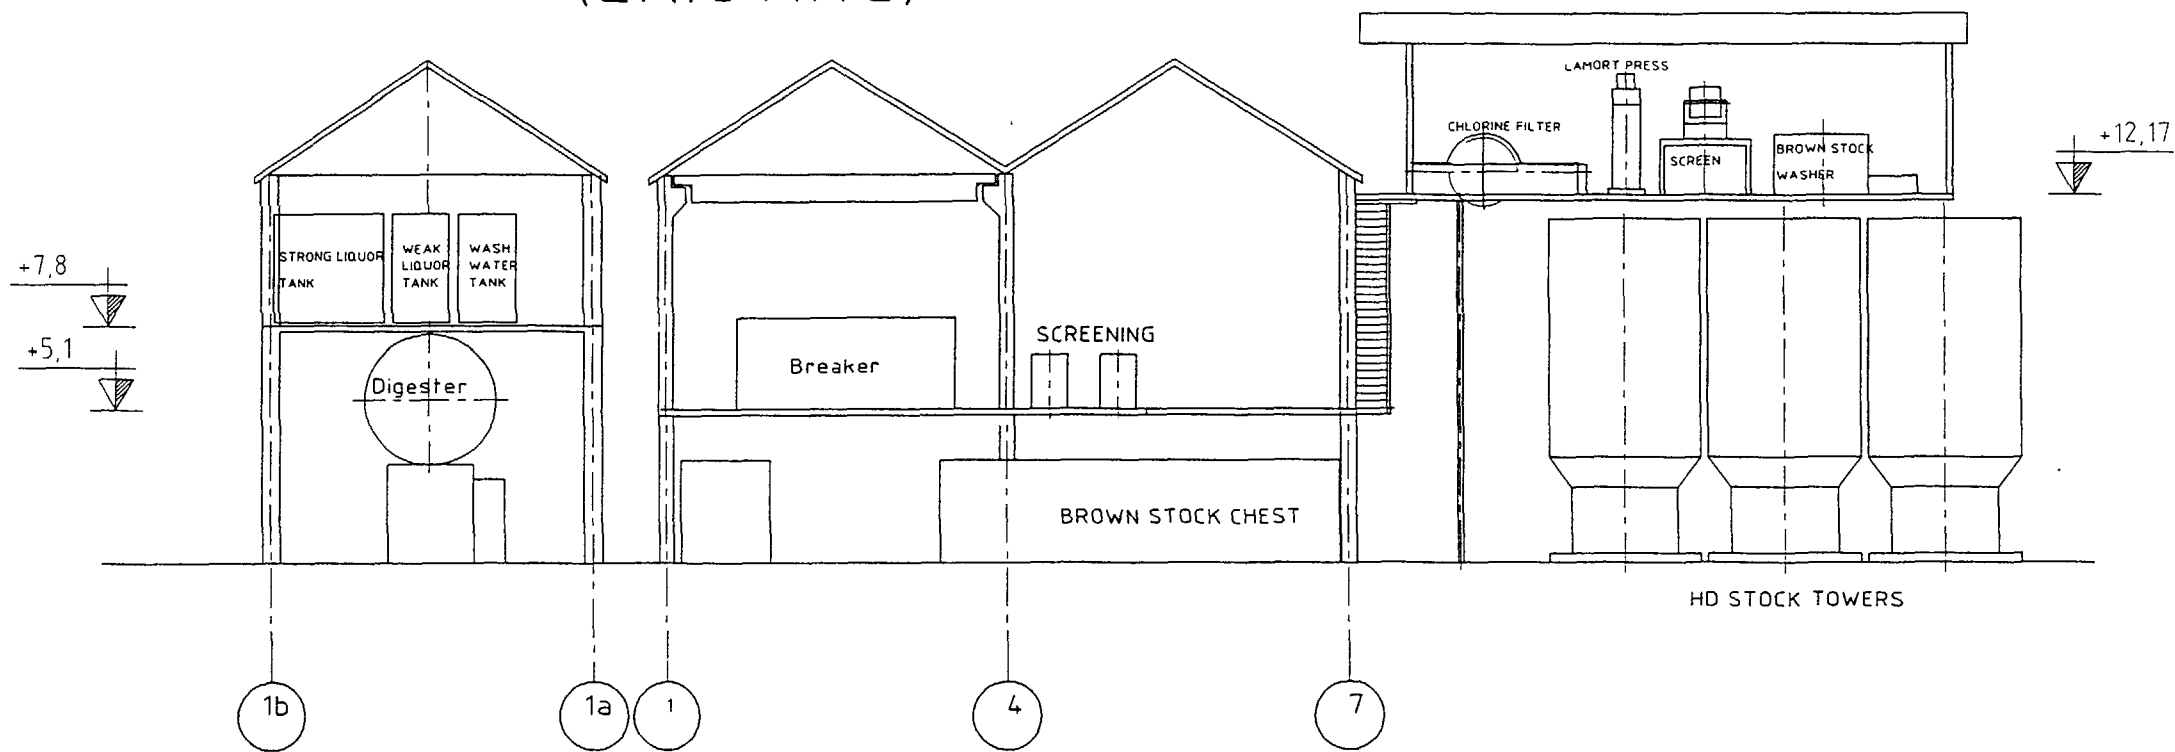 LAMORT PRESS
CHLORINE FILTER
SCREEN
BROWN STOCK
WASHER
+12,17
STRONG LIQUOR
TANK
WEAK
LIQUOR
TANK
WASH
WATER
TANK
+7,8
+5,1
Digester
Breaker
SCREENING
BROWN STOCK CHEST
HD STOCK TOWERS
1b
1a
1
4
7